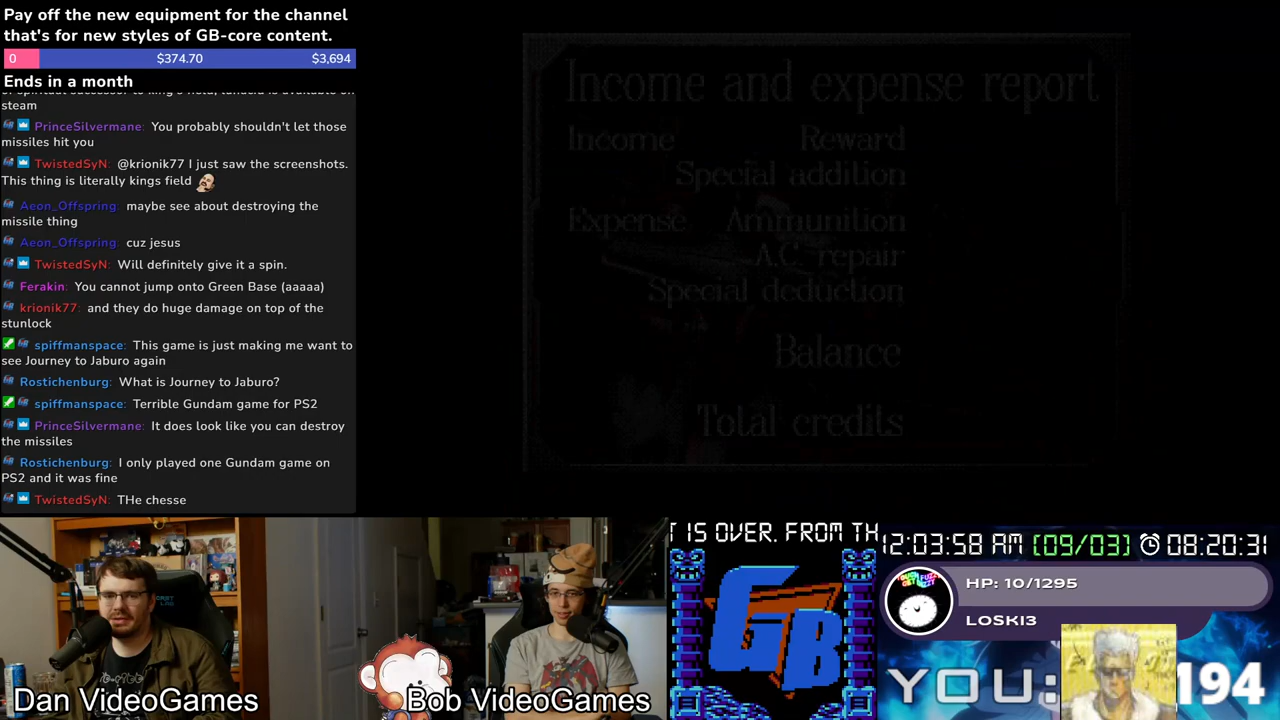 Pay off the new equipment for the channel
that's for new styles of GB-core content.
0 $374.70 $3,694
Ends in a month
steam
PrinceSilvermane: You probably shouldn't let those
missiles hit you
TwistedSyN: @krionik77 I just saw the screenshots.
This thing is literally kings field
Aeon_Offspring: maybe see about destroying the
missile thing
Aeon_Offspring: cuz jesus
TwistedSyN: Will definitely give it a spin.
Ferakin: You cannot jump onto Green Base (aaaaa)
krionik77: and they do huge damage on top of the
stunlock
spiffmanspace: This game is just making me want to
see Journey to Jaburo again
Rostichenburg: What is Journey to Jaburo?
spiffmanspace: Terrible Gundam game for PS2
PrinceSilvermane: It does look like you can destroy
the missiles
Rostichenburg: I only played one Gundam game on
PS2 and it was fine
TwistedSyN: THe chesse
Income and expense report
Income Reward
Special addition
Expense Ammunition
A.C. repair
Special deduction
Balance
Total credits
Dan VideoGames
Bob VideoGames
T IS OVER. FROM TH
GB
12:03:58 AM [09/03] 08:20:31
HP: 10/1295
LOSKI3
YOU: 194